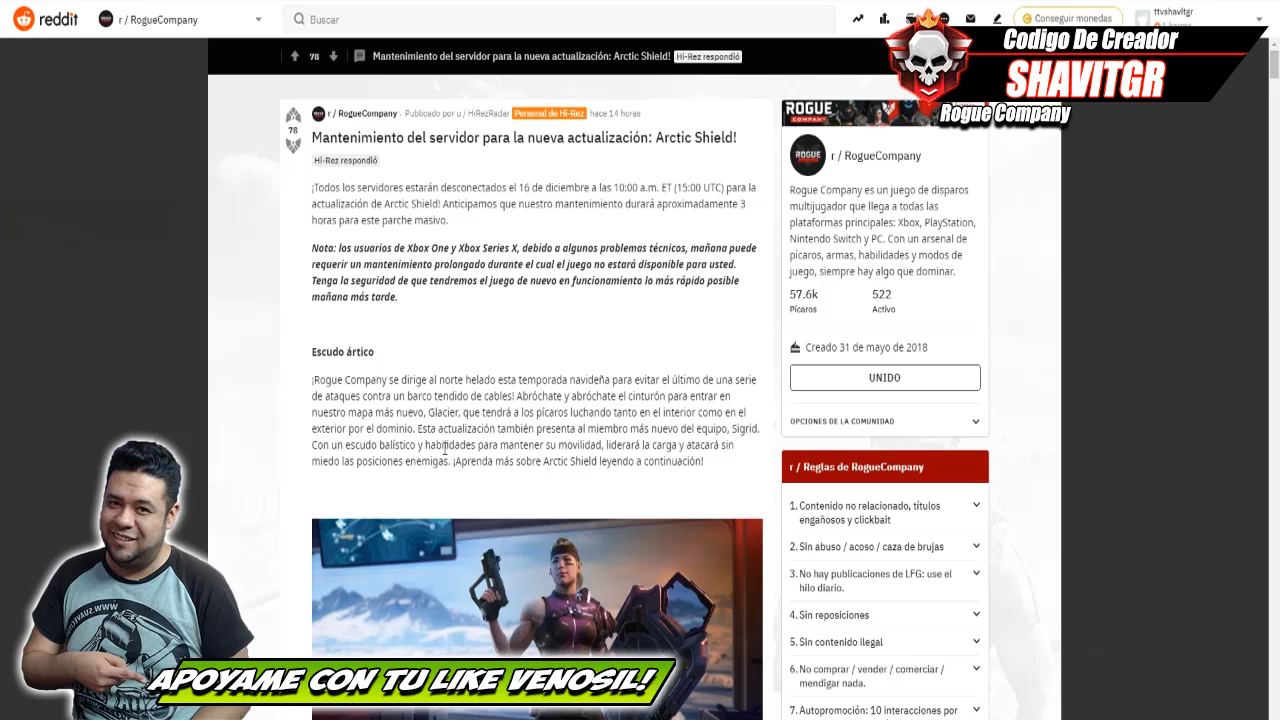 reddit
r / RogueCompany
Buscar
Conseguir monedas
ttvshavitgr
78
Mantenimiento del servidor para la nueva actualización: Arctic Shield!
Hi-Rez respondió
Codigo De Creador
SHAVITGR
Rogue Company
78
r / RogueCompany · Publicado por u / HiRezRadar Personal de Hi-Rez hace 14 horas
Mantenimiento del servidor para la nueva actualización: Arctic Shield!
Hi-Rez respondió
¡Todos los servidores estarán desconectados el 16 de diciembre a las 10:00 a.m. ET (15:00 UTC) para la
actualización de Arctic Shield! Anticipamos que nuestro mantenimiento durará aproximadamente 3
horas para este parche masivo.
Nota: los usuarios de Xbox One y Xbox Series X, debido a algunos problemas técnicos, mañana puede
requerir un mantenimiento prolongado durante el cual el juego no estará disponible para usted.
Tenga la seguridad de que tendremos el juego de nuevo en funcionamiento lo más rápido posible
mañana más tarde.
Escudo ártico
¡Rogue Company se dirige al norte helado esta temporada navideña para evitar el último de una serie
de ataques contra un barco tendido de cables! Abróchate y abróchate el cinturón para entrar en
nuestro mapa más nuevo, Glacier, que tendrá a los pícaros luchando tanto en el interior como en el
exterior por el dominio. Esta actualización también presenta al miembro más nuevo del equipo, Sigrid.
Con un escudo balístico y habilidades para mantener su movilidad, liderará la carga y atacará sin
miedo las posiciones enemigas. ¡Aprenda más sobre Arctic Shield leyendo a continuación!
ROGUE
COMPANY
ROGUE
r / RogueCompany
Rogue Company es un juego de disparos
multijugador que llega a todas las
plataformas principales: Xbox, PlayStation,
Nintendo Switch y PC. Con un arsenal de
pícaros, armas, habilidades y modos de
juego, siempre hay algo que dominar.
57.6k 522
Pícaros Activo
Creado 31 de mayo de 2018
UNIDO
OPCIONES DE LA COMUNIDAD
r / Reglas de RogueCompany
1. Contenido no relacionado, títulos
engañosos y clickbait
2. Sin abuso / acoso / caza de brujas
3. No hay publicaciones de LFG: use el
hilo diario.
4. Sin reposiciones
5. Sin contenido ilegal
6. No comprar / vender / comerciar /
mendigar nada.
7. Autopromoción: 10 interacciones por
APOYAME CON TU LIKE VENOSIL!